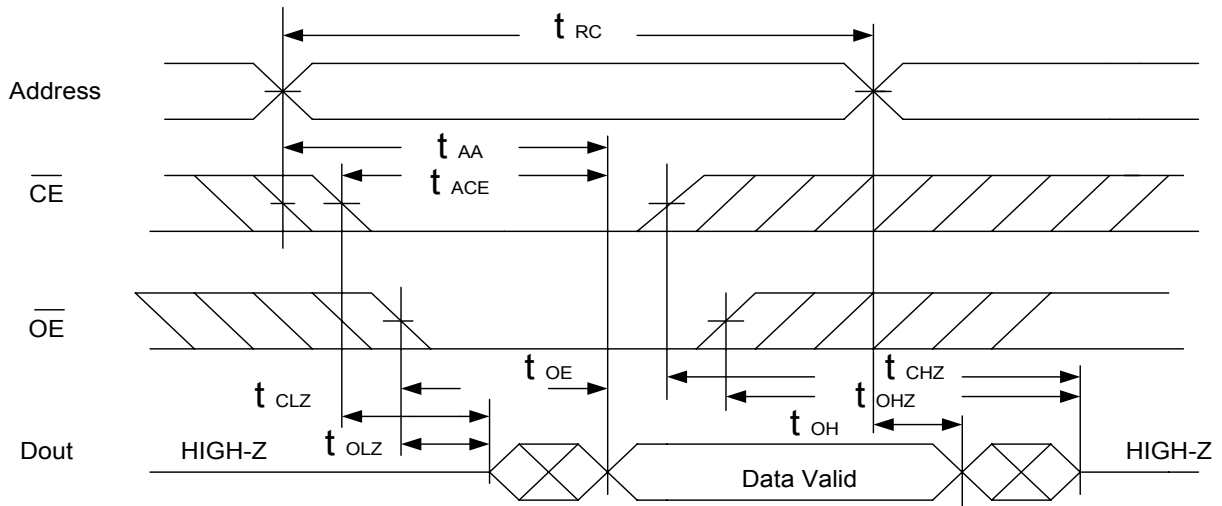 t RC
Address
t AA
CE
t ACE
OE
t OE
t CHZ
t CLZ
t OHZ
t OH
t OLZ
Dout
HIGH-Z
Data Valid
HIGH-Z